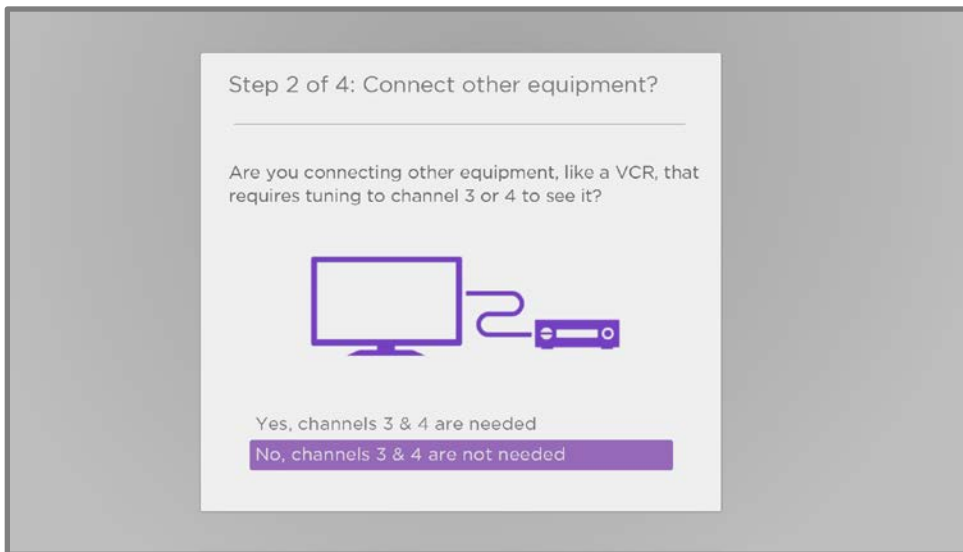 Step 2 of 4: Connect other equipment?
Are you connecting other equipment, like a VCR, that
requires tuning to channel 3 or 4 to see it?
Yes, channels 3 & 4 are needed
No, channels 3 & 4 are not needed